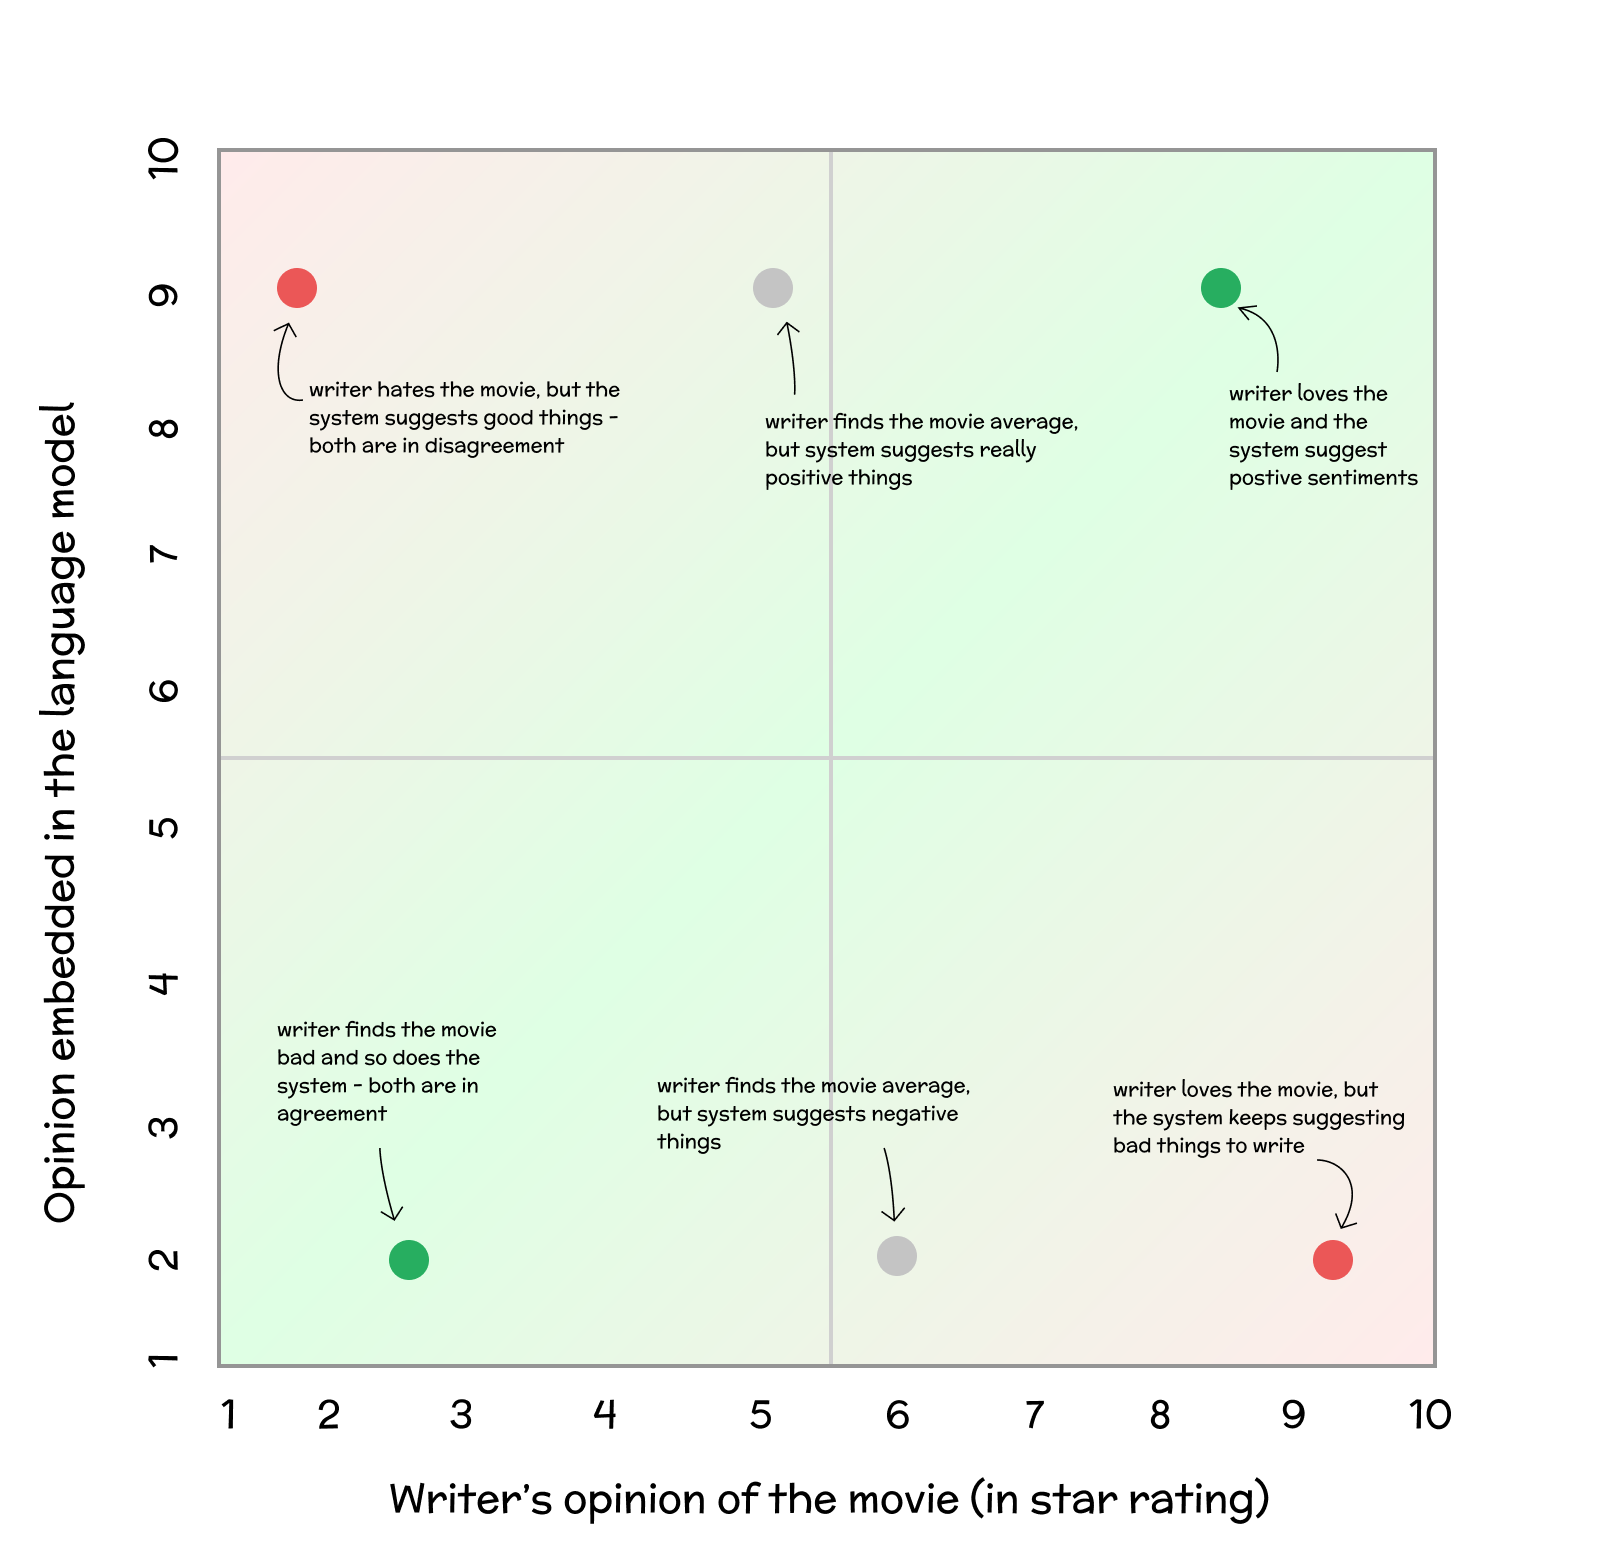 10
9
8
7
6
5
4
3
2
1
Opinion embedded in the language model
writer hates the movie, but the
system suggests good things -
both are in disagreement
writer finds the movie average,
but system suggests really
positive things
writer loves the
movie and the
system suggest
postive sentiments
writer finds the movie
bad and so does the
system - both are in
agreement
writer finds the movie average,
but system suggests negative
things
writer loves the movie, but
the system keeps suggesting
bad things to write
1 2 3 4 5 6 7 8 9 10
Writer's opinion of the movie (in star rating)